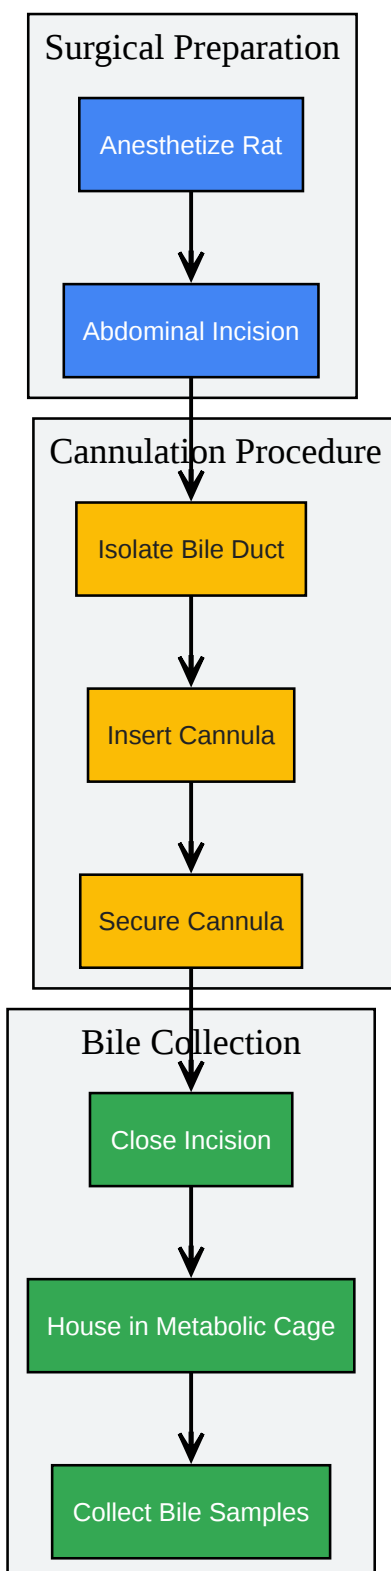 Surgical Preparation
Anesthetize Rat
Abdominal Incision
Cannulation Procedure
Isolate Bile Duct
Insert Cannula
Secure Cannula
Bile Collection
Close Incision
House in Metabolic Cage
Collect Bile Samples